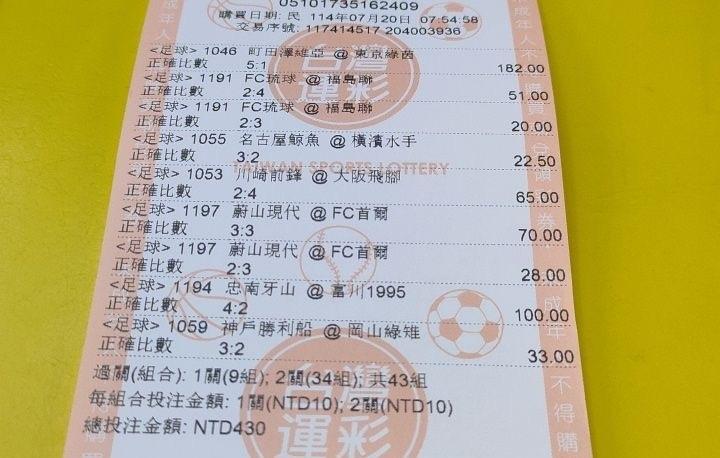 05101735162409
購買日期: 民 114年07月20日 07:54:58
交易序號: 117414517 204003936
<足球> 1046 町田澤維亞 @ 東京綠茵
正確比數 5:1 182.00
<足球> 1191 FC琉球 @ 福島聯
正確比數 2:4 51.00
<足球> 1191 FC琉球 @ 福島聯
正確比數 2:3 20.00
<足球> 1055 名古屋鯨魚 @ 橫濱水手
正確比數 3:2 22.50
TAIWAN SPORTS LOTTERY
<足球> 1053 川崎前鋒 @ 大阪飛腳
正確比數 2:4 65.00
<足球> 1197 蔚山現代 @ FC首爾
正確比數 3:3 70.00
<足球> 1197 蔚山現代 @ FC首爾
正確比數 2:3 28.00
<足球> 1194 忠南牙山 @ 富川1995
正確比數 4:2 100.00
<足球> 1059 神戶勝利船 @ 岡山綠雉
正確比數 3:2 33.00
過關(組合): 1關(9組); 2關(34組); 共43組
每組合投注金額: 1關(NTD10); 2關(NTD10)
總投注金額: NTD430
台灣
運彩
台灣
運彩